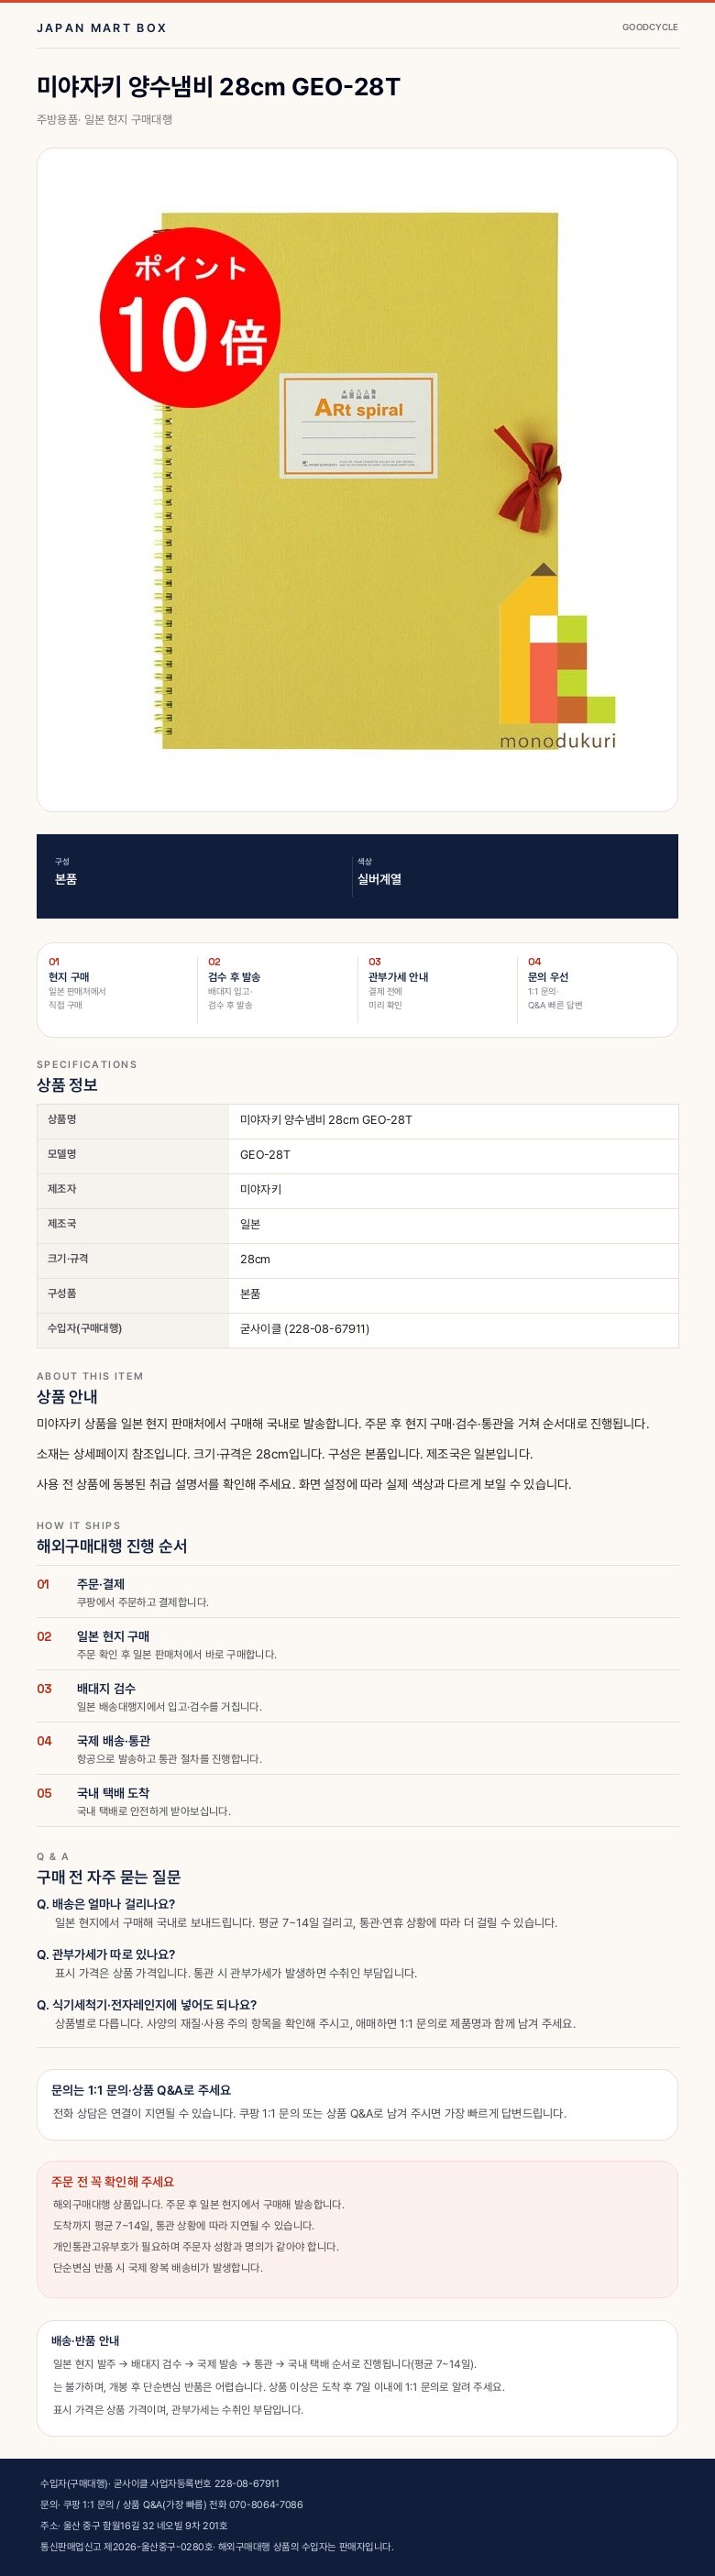 JAPAN MART BOX
GOODCYCLE
미야자키 양수냄비 28cm GEO-28T
주방용품· 일본 현지 구매대행
ポイント
10倍
ARt spiral
monodukuri
구성
본품
색상
실버계열
01
현지 구매
일본 판매처에서
직접 구매
02
검수 후 발송
배대지 입고·
검수 후 발송
03
관부가세 안내
결제 전에
미리 확인
04
문의 우선
1:1 문의·
Q&A 빠른 답변
SPECIFICATIONS
상품 정보
상품명 미야자키 양수냄비 28cm GEO-28T
모델명 GEO-28T
제조자 미야자키
제조국 일본
크기·규격 28cm
구성품 본품
수입자(구매대행) 굳사이클 (228-08-67911)
ABOUT THIS ITEM
상품 안내
미야자키 상품을 일본 현지 판매처에서 구매해 국내로 발송합니다. 주문 후 현지 구매·검수·통관을 거쳐 순서대로 진행됩니다.
소재는 상세페이지 참조입니다. 크기·규격은 28cm입니다. 구성은 본품입니다. 제조국은 일본입니다.
사용 전 상품에 동봉된 취급 설명서를 확인해 주세요. 화면 설정에 따라 실제 색상과 다르게 보일 수 있습니다.
HOW IT SHIPS
해외구매대행 진행 순서
01 주문·결제
쿠팡에서 주문하고 결제합니다.
02 일본 현지 구매
주문 확인 후 일본 판매처에서 바로 구매합니다.
03 배대지 검수
일본 배송대행지에서 입고·검수를 거칩니다.
04 국제 배송·통관
항공으로 발송하고 통관 절차를 진행합니다.
05 국내 택배 도착
국내 택배로 안전하게 받아보십니다.
Q & A
구매 전 자주 묻는 질문
Q. 배송은 얼마나 걸리나요?
일본 현지에서 구매해 국내로 보내드립니다. 평균 7~14일 걸리고, 통관·연휴 상황에 따라 더 걸릴 수 있습니다.
Q. 관부가세가 따로 있나요?
표시 가격은 상품 가격입니다. 통관 시 관부가세가 발생하면 수취인 부담입니다.
Q. 식기세척기·전자레인지에 넣어도 되나요?
상품별로 다릅니다. 사양의 재질·사용 주의 항목을 확인해 주시고, 애매하면 1:1 문의로 제품명과 함께 남겨 주세요.
문의는 1:1 문의·상품 Q&A로 주세요
전화 상담은 연결이 지연될 수 있습니다. 쿠팡 1:1 문의 또는 상품 Q&A로 남겨 주시면 가장 빠르게 답변드립니다.
주문 전 꼭 확인해 주세요
해외구매대행 상품입니다. 주문 후 일본 현지에서 구매해 발송합니다.
도착까지 평균 7~14일, 통관 상황에 따라 지연될 수 있습니다.
개인통관고유부호가 필요하며 주문자 성함과 명의가 같아야 합니다.
단순변심 반품 시 국제 왕복 배송비가 발생합니다.
배송·반품 안내
일본 현지 발주 → 배대지 검수 → 국제 발송 → 통관 → 국내 택배 순서로 진행됩니다(평균 7~14일).
는 불가하며, 개봉 후 단순변심 반품은 어렵습니다. 상품 이상은 도착 후 7일 이내에 1:1 문의로 알려 주세요.
표시 가격은 상품 가격이며, 관부가세는 수취인 부담입니다.
수입자(구매대행)· 굳사이클 사업자등록번호 228-08-67911
문의· 쿠팡 1:1 문의 / 상품 Q&A(가장 빠름) 전화 070-8064-7086
주소· 울산 중구 함월16길 32 네오빌 9차 201호
통신판매업신고 제2026-울산중구-0280호· 해외구매대행 상품의 수입자는 판매자입니다.